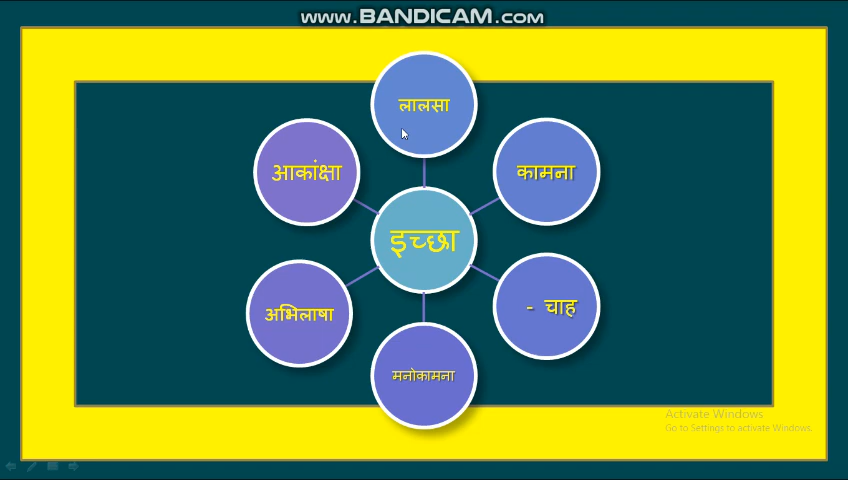 www.BANDICAM.com
लालसा
आकांक्षा
कामना
इच्छा
अभिलाषा
- चाह
मनोकामना
Activate Windows
Go to Settings to activate Windows.